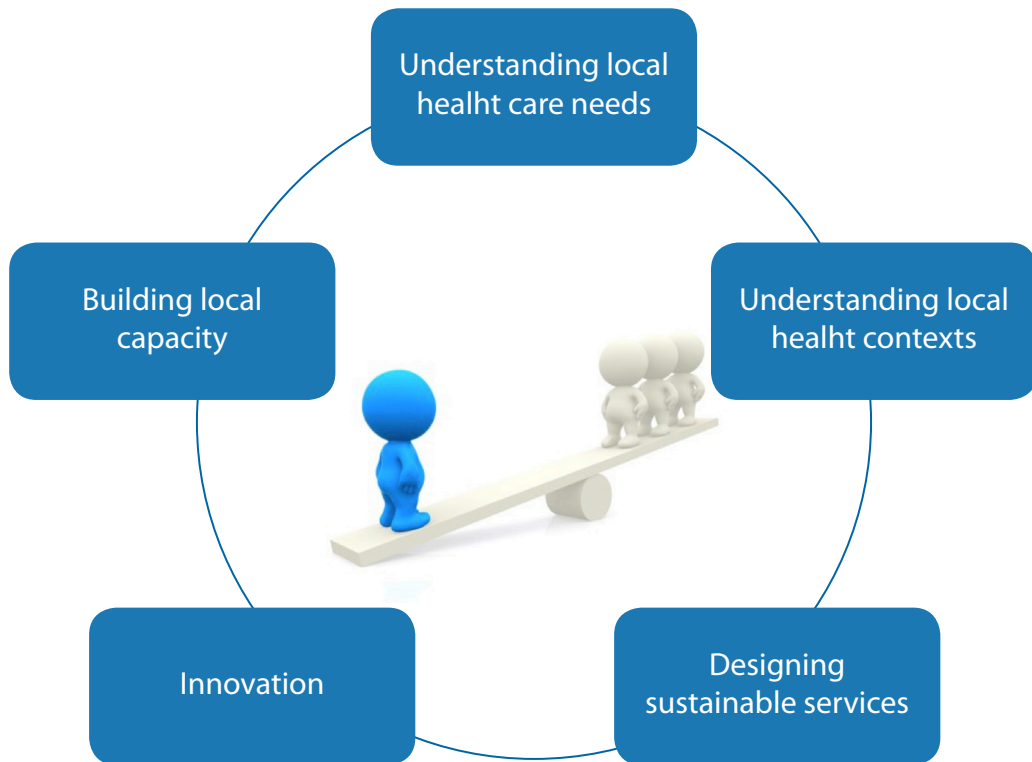 Understanding local
healht care needs
Understanding local
healht contexts
Designing
sustainable services
Innovation
Building local
capacity